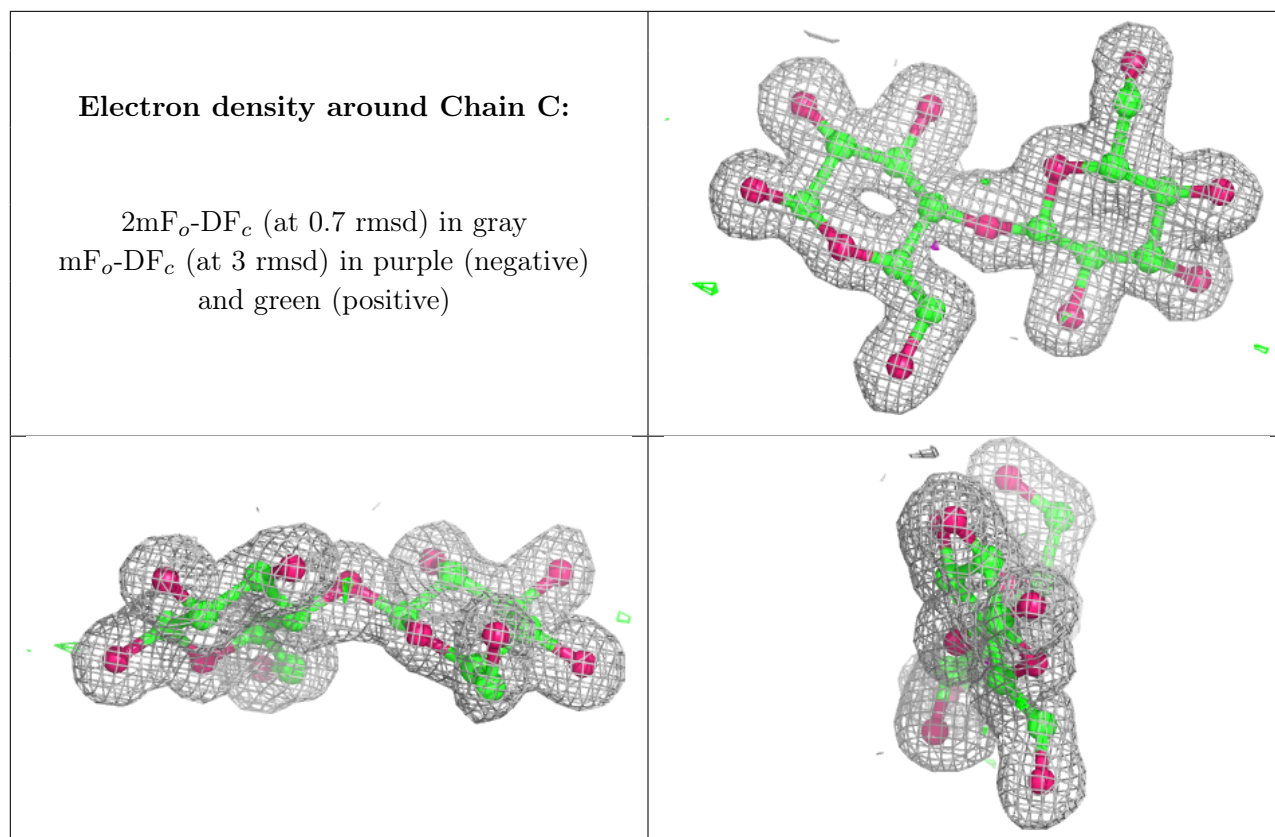 Electron density around Chain C:
2mFₒ-DF𝒸 (at 0.7 rmsd) in gray
mFₒ-DF𝒸 (at 3 rmsd) in purple (negative)
and green (positive)